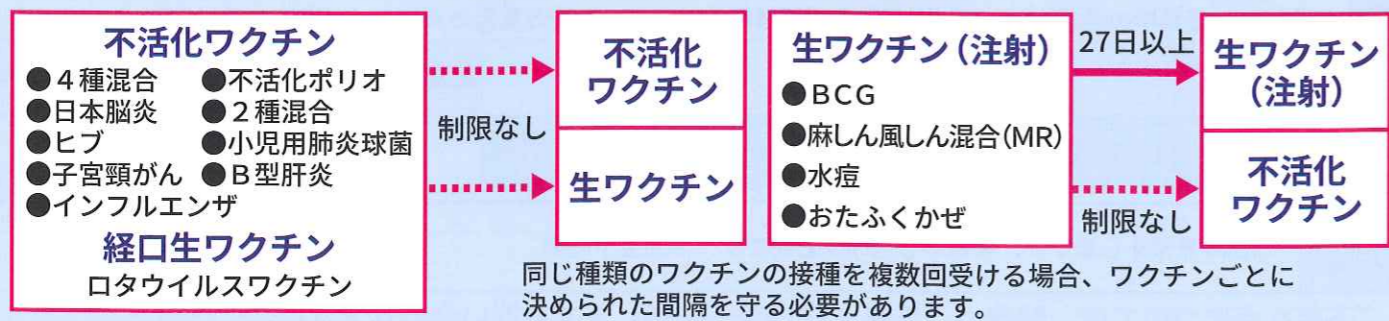 不活化ワクチン
●4種混合 ●不活化ポリオ
●日本脳炎 ●2種混合
●ヒブ ●小児用肺炎球菌
●子宮頸がん ●B型肝炎
●インフルエンザ
経口生ワクチン
ロタウイルスワクチン
制限なし
不活化
ワクチン
生ワクチン
生ワクチン(注射)
●BCG
●麻しん風しん混合(MR)
●水痘
●おたふくかぜ
27日以上
制限なし
生ワクチン
(注射)
不活化
ワクチン
同じ種類のワクチンの接種を複数回受ける場合、ワクチンごとに
決められた間隔を守る必要があります。